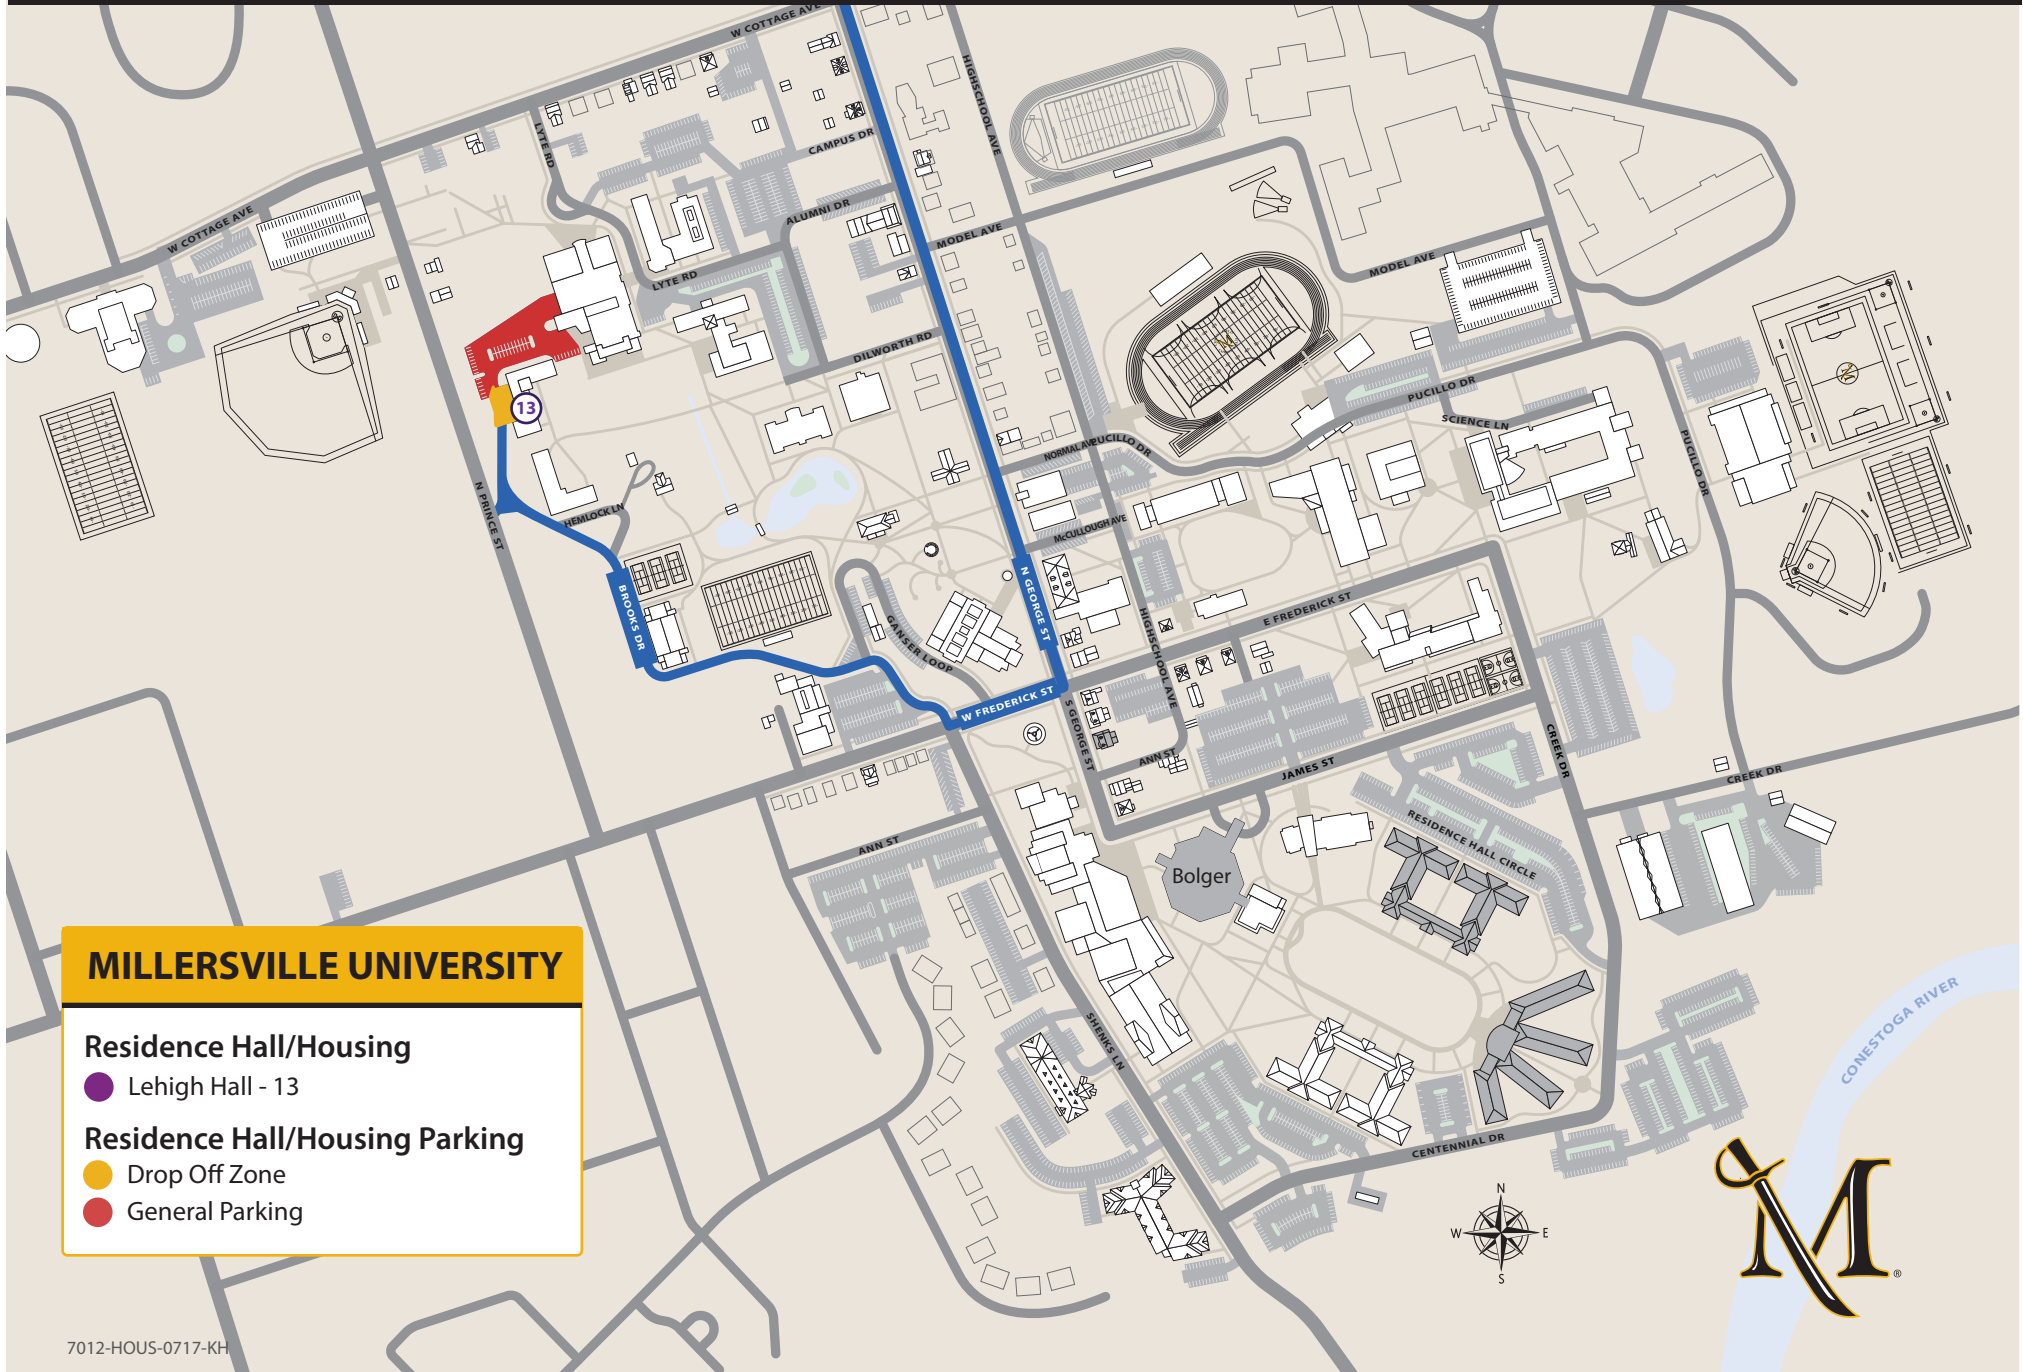 W COTTAGE AVE
HIGHSCHOOL AVE
LYTE RD
CAMPUS DR
W COTTAGE AVE
ALUMNI DR
MODEL AVE
MODEL AVE
LYTE RD
DILWORTH RD
PUCILLO DR
13
SCIENCE LN
M
M
NORMAL AVE
PUCILLO DR
PUCILLO DR
N PRINCE ST
HEMLOCK LN
McCULLOUGH AVE
N GEORGE ST
BROOKS DR
E FREDERICK ST
HIGHSCHOOL AVE
GANSER LOOP
W FREDERICK ST
S GEORGE ST
CREEK DR
ANN ST
JAMES ST
CREEK DR
RESIDENCE HALL CIRCLE
ANN ST
Bolger
MILLERSVILLE UNIVERSITY
Residence Hall/Housing
Lehigh Hall - 13
Residence Hall/Housing Parking
Drop Off Zone
General Parking
SHENKS LN
CONESTOGA RIVER
CENTENNIAL DR
N
W E
S
M
®
7012-HOUS-0717-KH